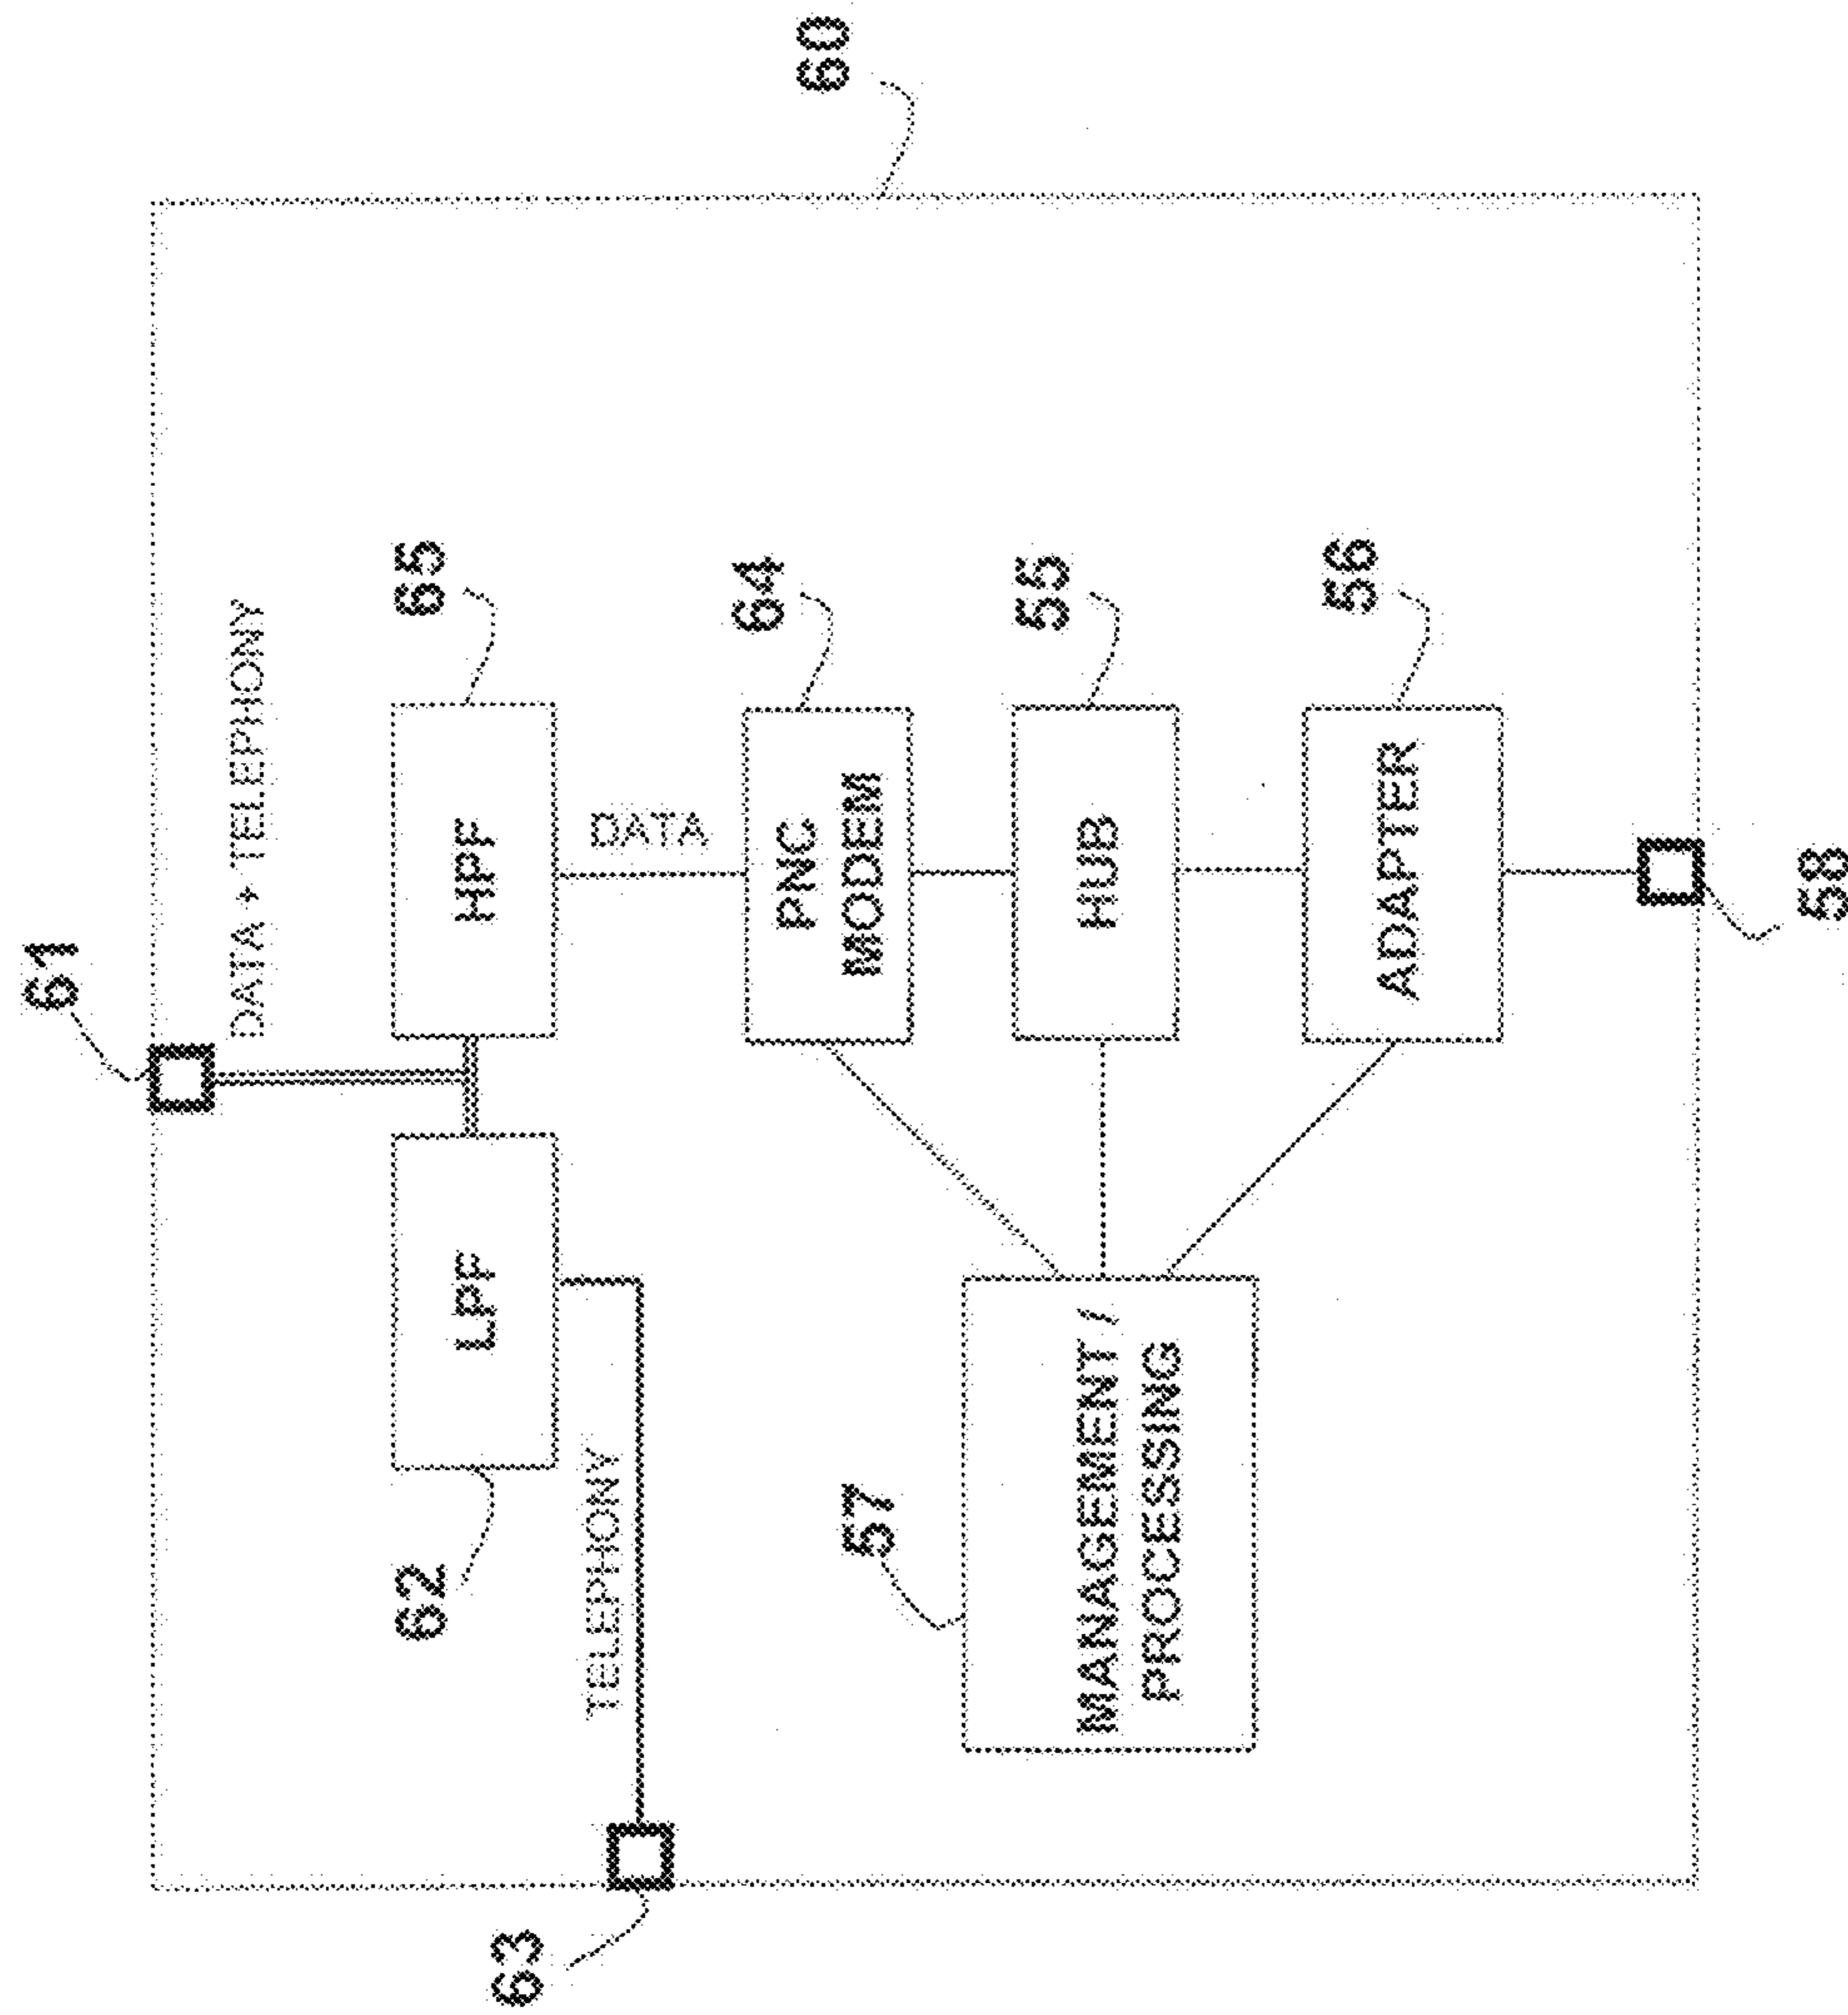 60
61
DATA + TELEPHONY
65
HPF
LPF
62
DATA
TELEPHONY
63
64
PNC
MODEM
55
HUB
57
MANAGEMENT /
PROCESSING
56
ADAPTER
58